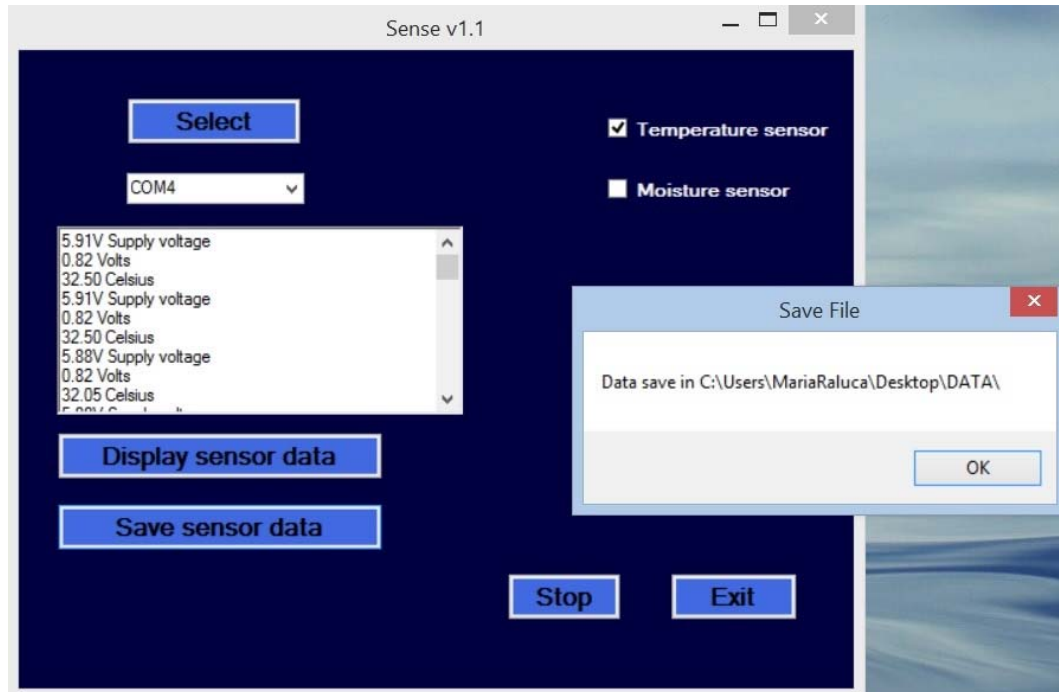 Sense v1.1
Select
Temperature sensor
COM4
Moisture sensor
5.91V Supply voltage
0.82 Volts
32.50 Celsius
5.91V Supply voltage
0.82 Volts
32.50 Celsius
5.88V Supply voltage
0.82 Volts
32.05 Celsius
Save File
Data save in C:\Users\MariaRaluca\Desktop\DATA\
OK
Display sensor data
Save sensor data
Stop
Exit